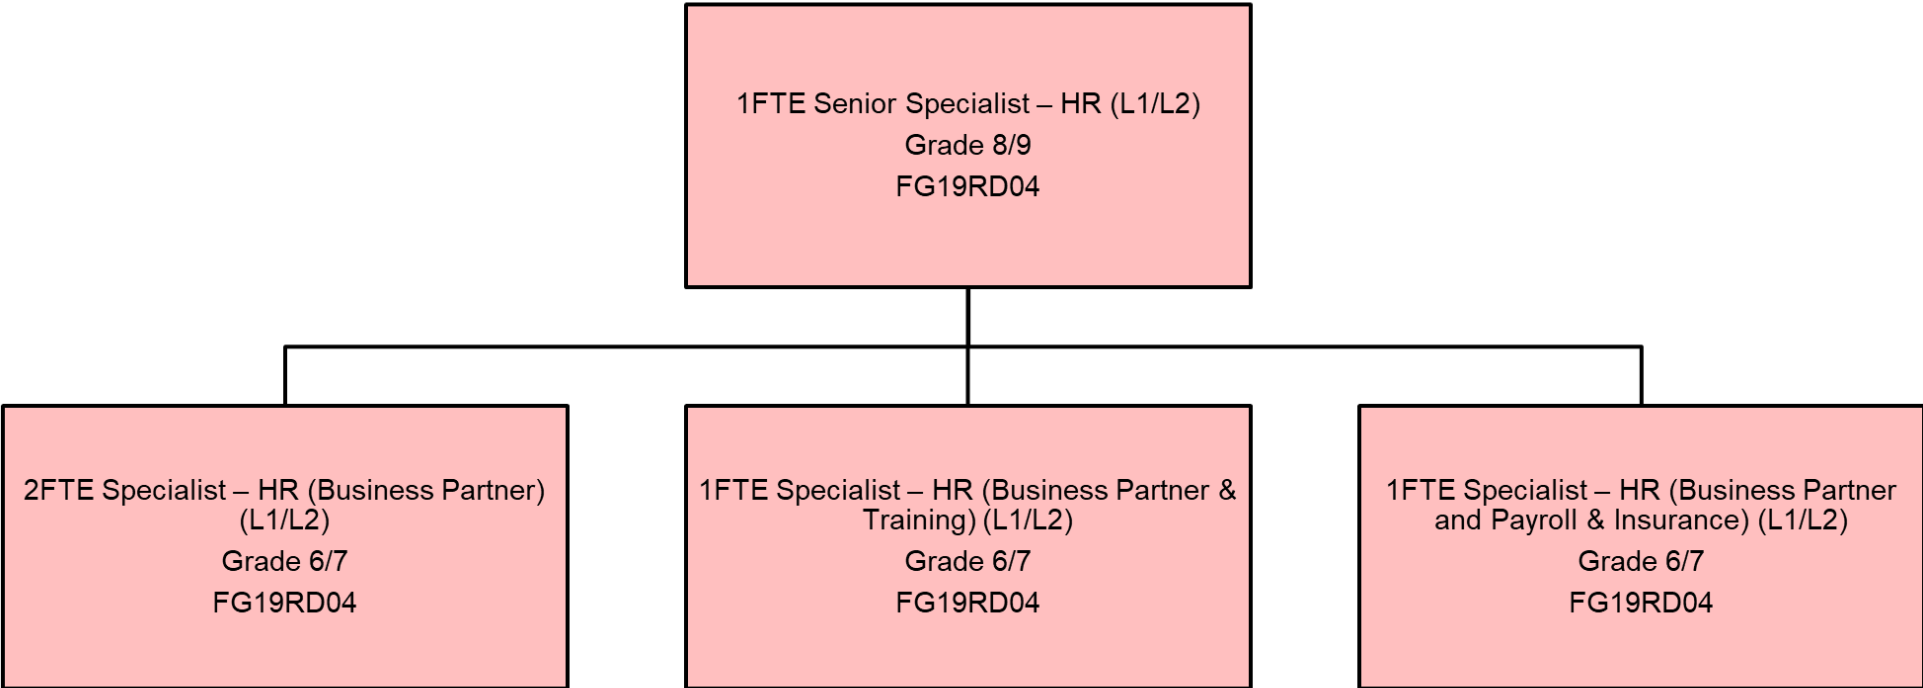 1FTE Senior Specialist – HR (L1/L2)
Grade 8/9
FG19RD04
2FTE Specialist – HR (Business Partner)
(L1/L2)
Grade 6/7
FG19RD04
1FTE Specialist – HR (Business Partner &
Training) (L1/L2)
Grade 6/7
FG19RD04
1FTE Specialist – HR (Business Partner
and Payroll & Insurance) (L1/L2)
Grade 6/7
FG19RD04